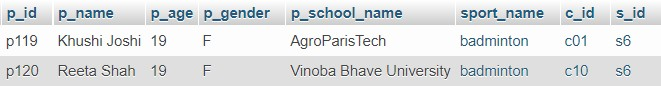 p_id p_name p_age p_gender p_school_name sport_name c_id s_id
p119 Khushi Joshi 19 F AgroParisTech badminton c01 s6
p120 Reeta Shah 19 F Vinoba Bhave University badminton c10 s6